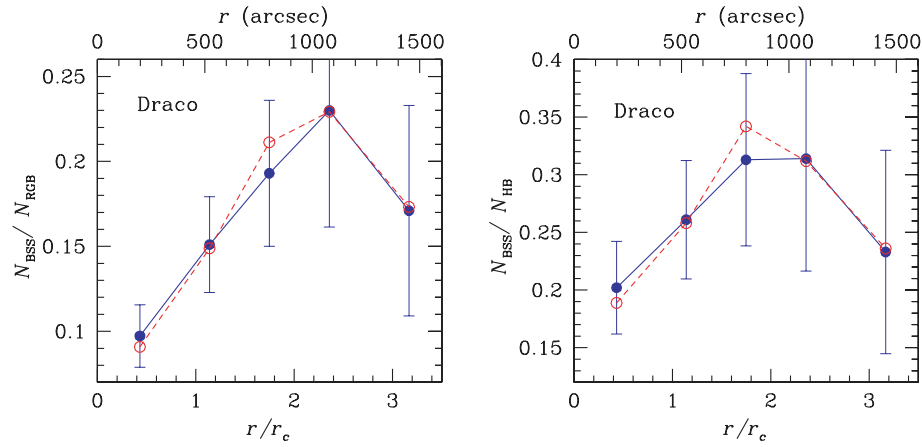 r (arcsec)
0 500 1000 1500
0.25
0.2
0.15
0.1
N_BSS / N_RGB
Draco
0 1 2 3
r/r_c
r (arcsec)
0 500 1000 1500
0.4
0.35
0.3
0.25
0.2
0.15
N_BSS / N_HB
Draco
0 1 2 3
r/r_c